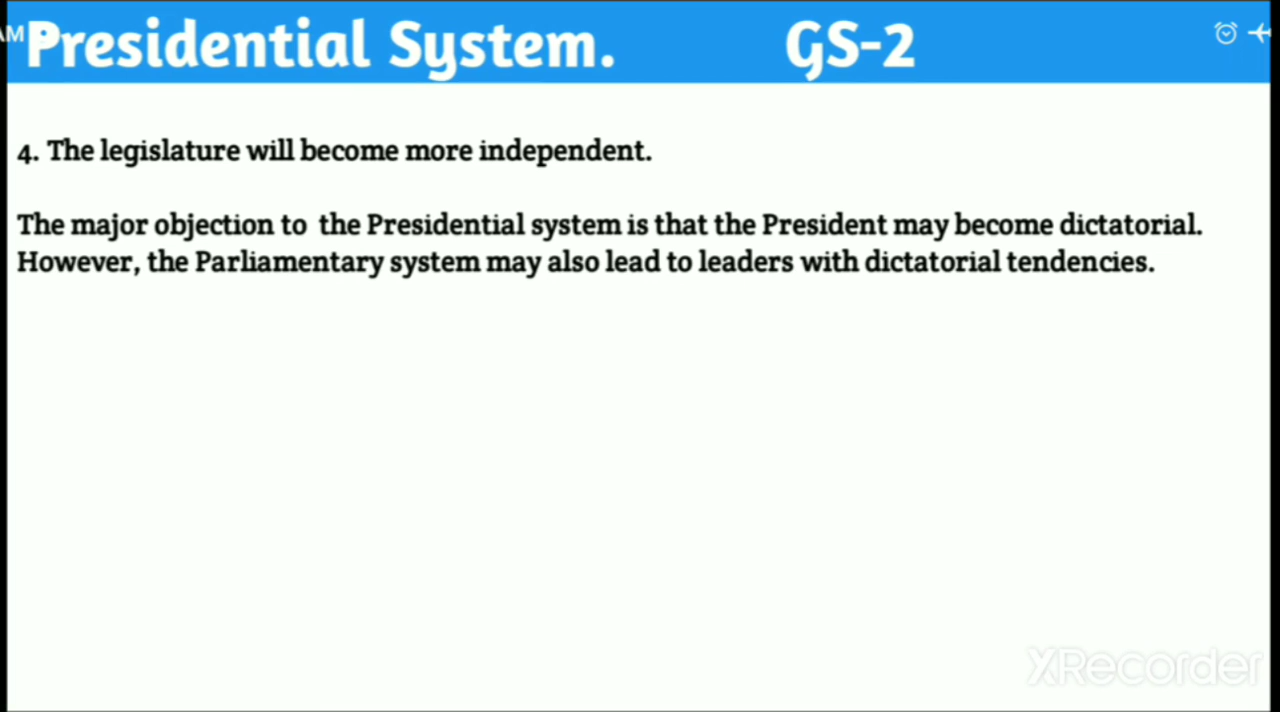 AM
Presidential System. GS-2
4. The legislature will become more independent.
The major objection to the Presidential system is that the President may become dictatorial.
However, the Parliamentary system may also lead to leaders with dictatorial tendencies.
XRecorder